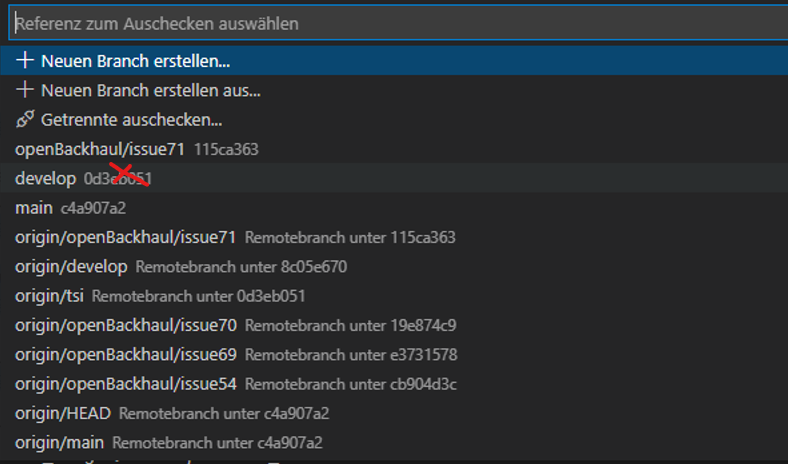 Referenz zum Auschecken auswählen
+ Neuen Branch erstellen...
+ Neuen Branch erstellen aus...
Getrennte auschecken...
openBackhaul/issue71 115ca363
develop 0d3eb051
main c4a907a2
origin/openBackhaul/issue71 Remotebranch unter 115ca363
origin/develop Remotebranch unter 8c05e670
origin/tsi Remotebranch unter 0d3eb051
origin/openBackhaul/issue70 Remotebranch unter 19e874c9
origin/openBackhaul/issue69 Remotebranch unter e3731578
origin/openBackhaul/issue54 Remotebranch unter cb904d3c
origin/HEAD Remotebranch unter c4a907a2
origin/main Remotebranch unter c4a907a2